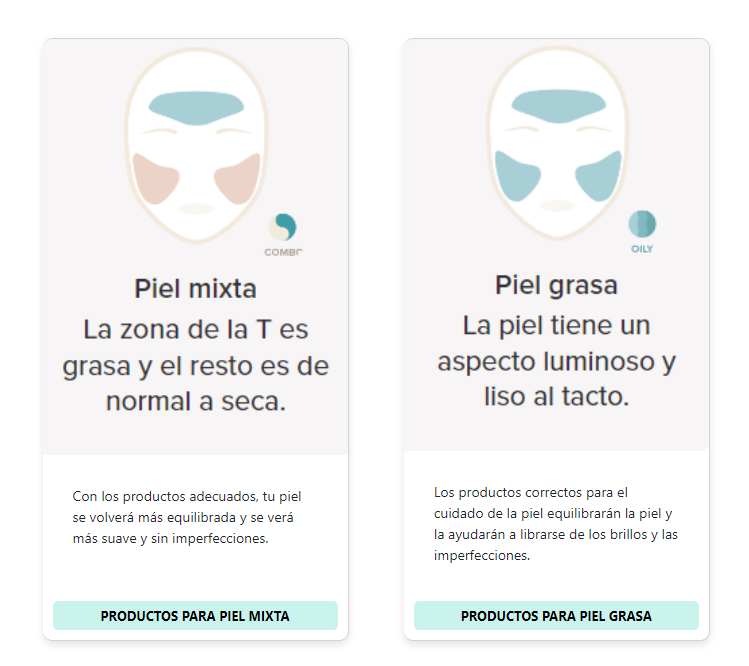 COMBI
Piel mixta
La zona de la T es
grasa y el resto es de
normal a seca.
Con los productos adecuados, tu piel
se volverá más equilibrada y se verá
más suave y sin imperfecciones.
PRODUCTOS PARA PIEL MIXTA
OILY
Piel grasa
La piel tiene un
aspecto luminoso y
liso al tacto.
Los productos correctos para el
cuidado de la piel equilibrarán la piel y
la ayudarán a librarse de los brillos y las
imperfecciones.
PRODUCTOS PARA PIEL GRASA